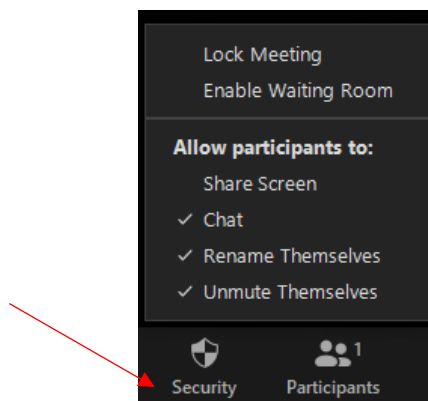 Lock Meeting
Enable Waiting Room
Allow participants to:
Share Screen
✓ Chat
✓ Rename Themselves
✓ Unmute Themselves
1
Security Participants